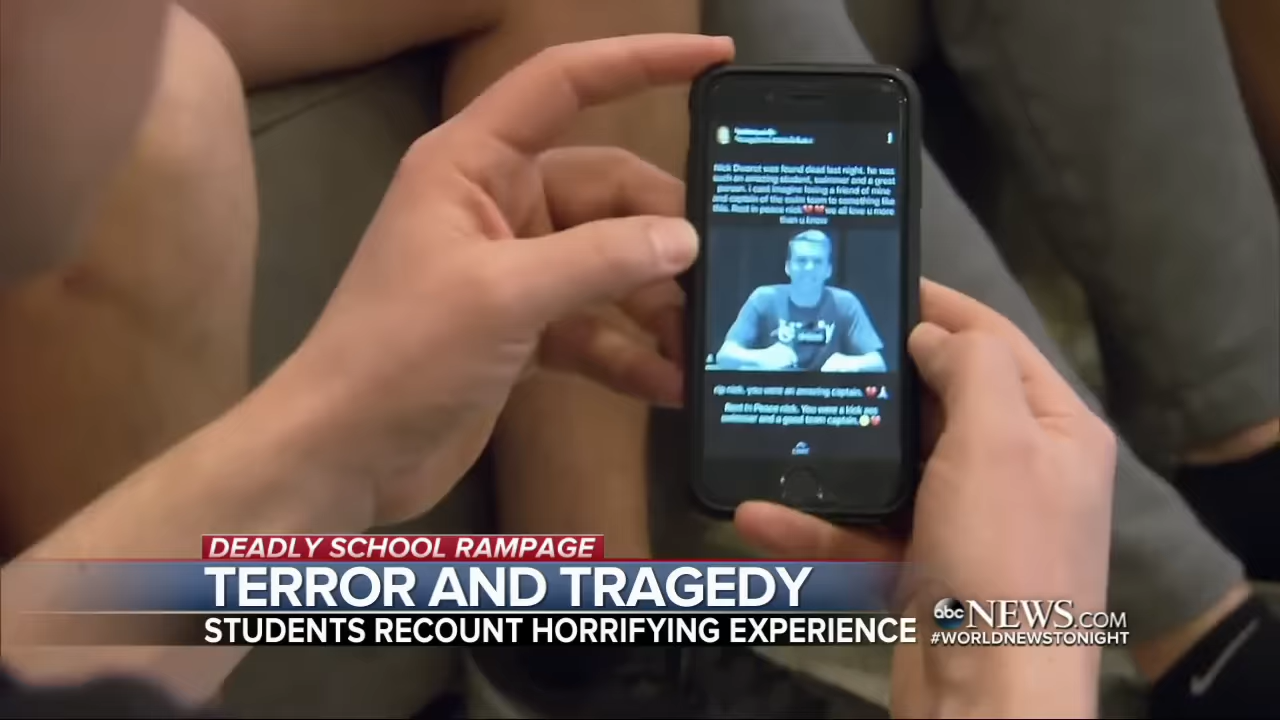 Nick Dworet was found dead last night. he was
such an amazing student, swimmer and a great
person. i cant imagine losing a friend of mine
and captain of the swim team to something like
this. Rest in peace nick💔💔we all love u more
than u know
rip nick. you were an amazing captain. 💔🙏
Rest In Peace nick. You were a kick ass
swimmer and a good team captain.
DEADLY SCHOOL RAMPAGE
TERROR AND TRAGEDY
STUDENTS RECOUNT HORRIFYING EXPERIENCE
abc NEWS.COM
#WORLDNEWSTONIGHT